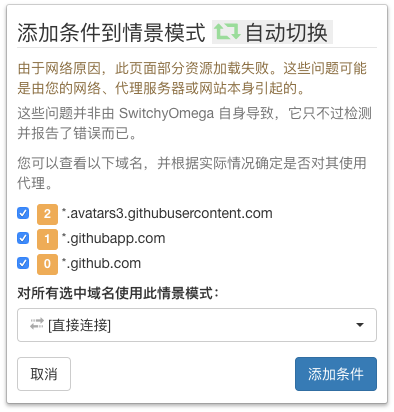 添加条件到情景模式 自动切换
由于网络原因，此页面部分资源加载失败。这些问题可能
是由您的网络、代理服务器或网站本身引起的。
这些问题并非由 SwitchyOmega 自身导致，它只不过检测
并报告了错误而已。
您可以查看以下域名，并根据实际情况确定是否对其使用
代理。
2 *.avatars3.githubusercontent.com
1 *.githubapp.com
0 *.github.com
对所有选中域名使用此情景模式：
[直接连接]
取消 添加条件